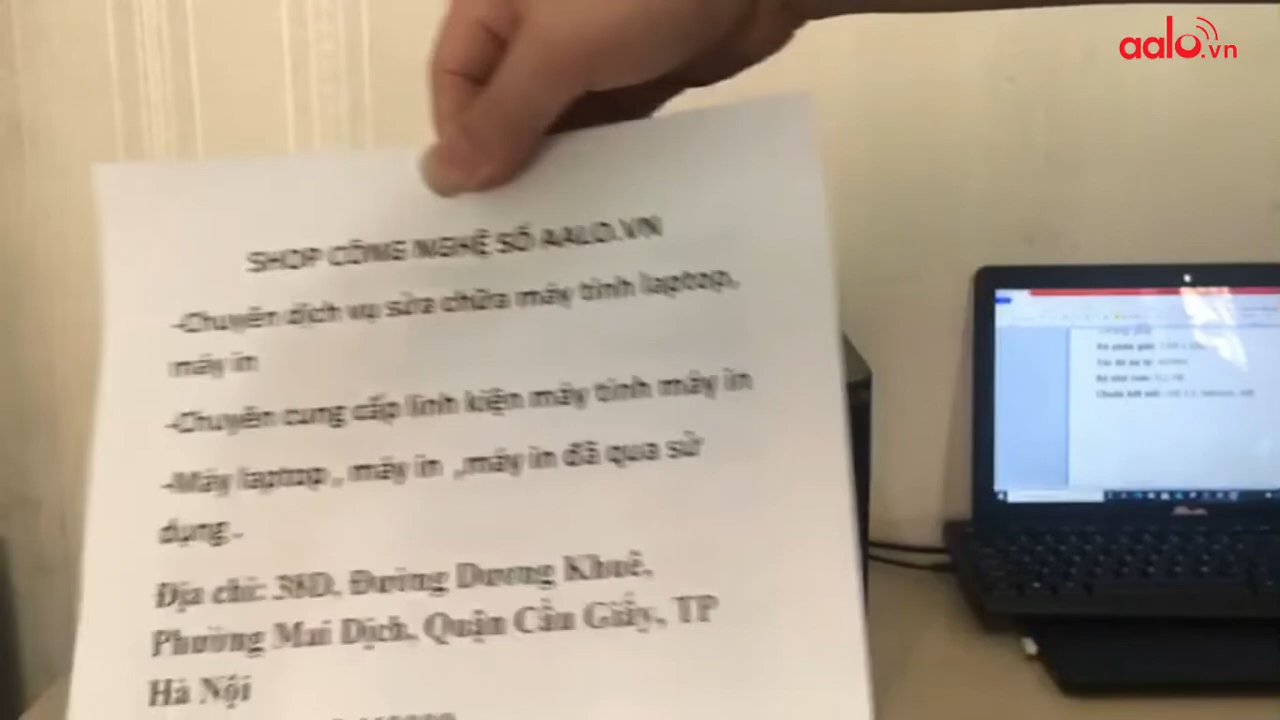 aalo.vn
SHOP CÔNG NGHỆ SỐ AALO.VN
-Chuyên dịch vụ sửa chữa máy tính laptop,
máy in
-Chuyên cung cấp linh kiện máy tính máy in
-Máy laptop , máy in ,máy in đã qua sử
dụng.
Địa chỉ: 38D, Đường Dương Khuê,
Phường Mai Dịch, Quận Cầu Giấy, TP
Hà Nội